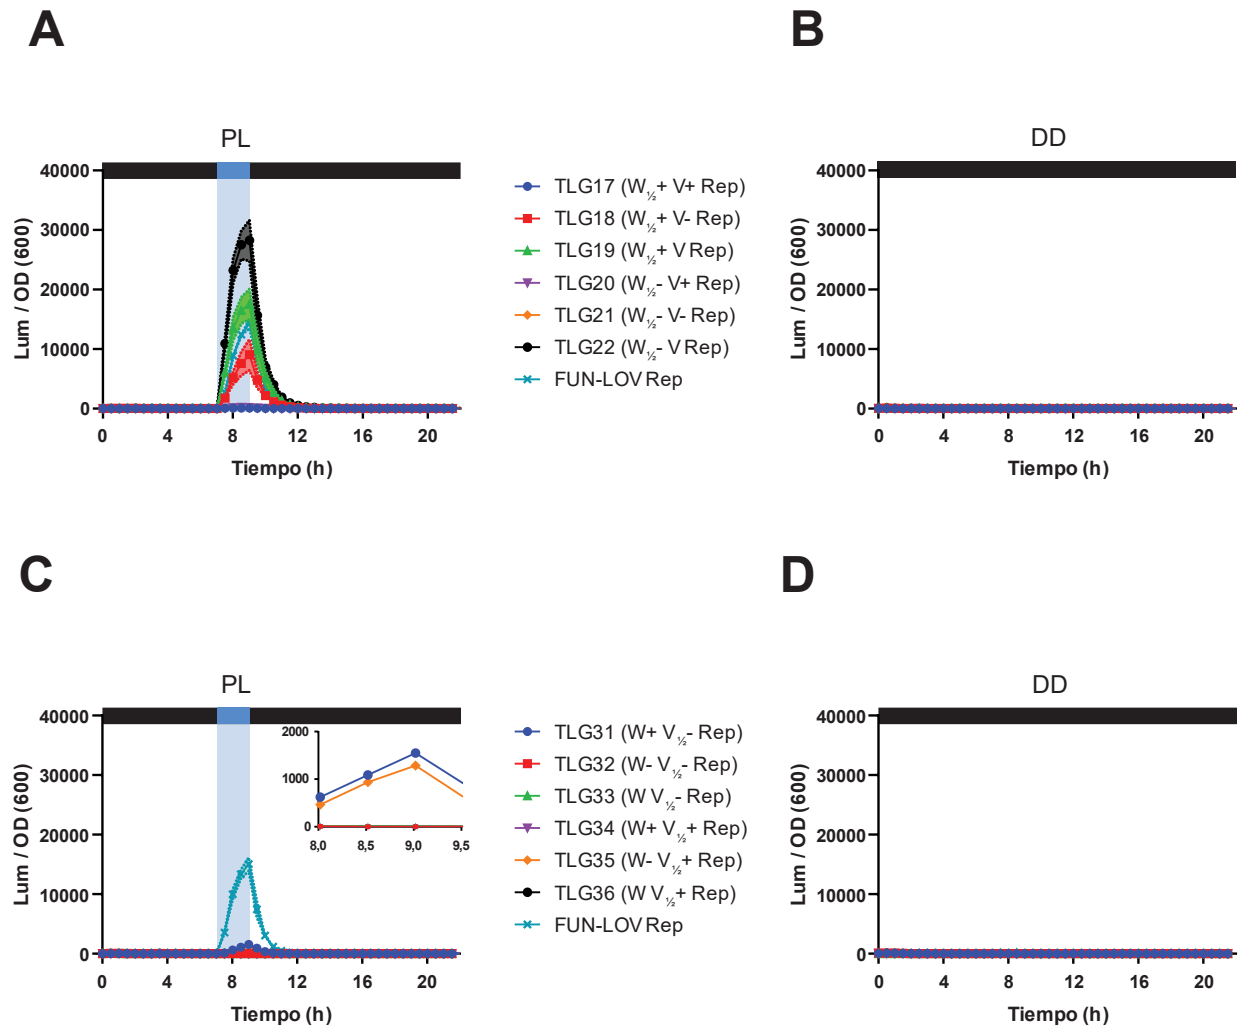 A
B
PL
DD
40000
30000
20000
10000
0
Lum / OD (600)
0 4 8 12 16 20
Tiempo (h)
TLG17 (W½+ V+ Rep)
TLG18 (W½+ V- Rep)
TLG19 (W½+ V Rep)
TLG20 (W½- V+ Rep)
TLG21 (W½- V- Rep)
TLG22 (W½- V Rep)
FUN-LOV Rep
40000
30000
20000
10000
0
Lum / OD (600)
0 4 8 12 16 20
Tiempo (h)
C
D
PL
DD
40000
30000
20000
10000
0
Lum / OD (600)
0 4 8 12 16 20
Tiempo (h)
2000
1000
0
8,0 8,5 9,0 9,5
TLG31 (W+ V½- Rep)
TLG32 (W- V½- Rep)
TLG33 (W V½- Rep)
TLG34 (W+ V½+ Rep)
TLG35 (W- V½+ Rep)
TLG36 (W V½+ Rep)
FUN-LOV Rep
40000
30000
20000
10000
0
Lum / OD (600)
0 4 8 12 16 20
Tiempo (h)